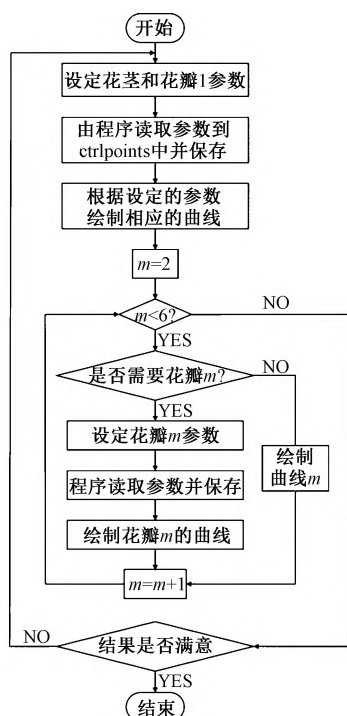 开始
设定花茎和花瓣1参数
由程序读取参数到
ctrlpoints中并保存
根据设定的参数
绘制相应的曲线
m=2
m<6?
NO
YES
是否需要花瓣m?
NO
YES
设定花瓣m参数
绘制
曲线m
程序读取参数并保存
绘制花瓣m的曲线
m=m+1
NO
结果是否满意
YES
结束